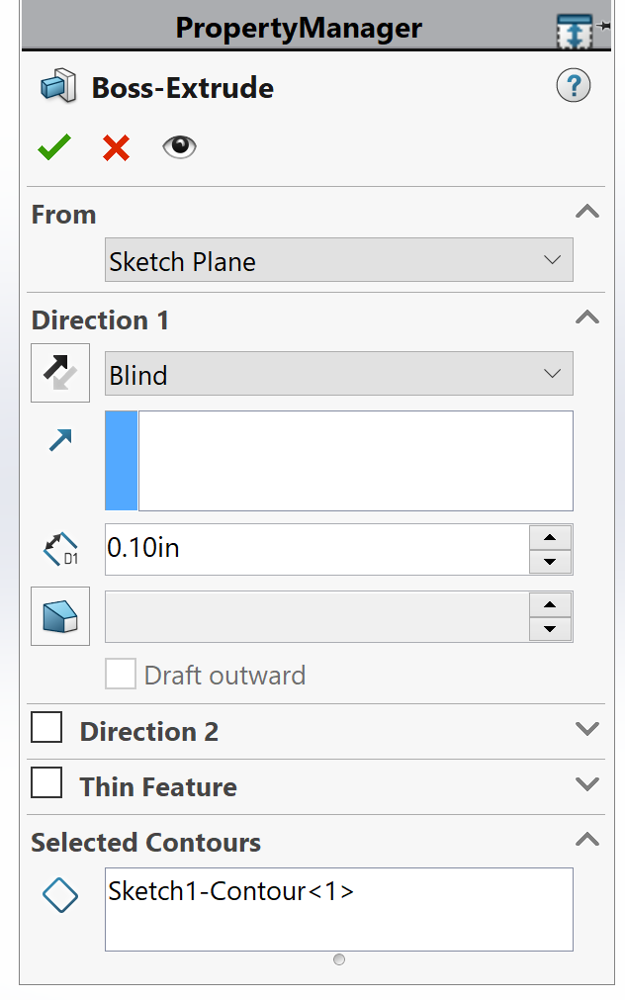 PropertyManager
Boss-Extrude
?
From
Sketch Plane
Direction 1
Blind
D1
0.10in
Draft outward
Direction 2
Thin Feature
Selected Contours
Sketch1-Contour<1>